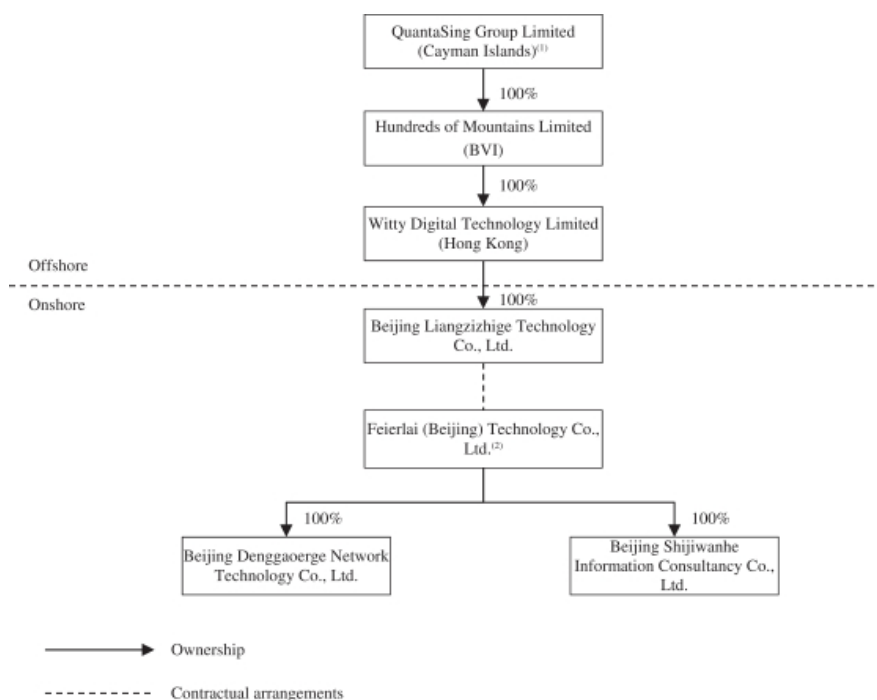 QuantaSing Group Limited
(Cayman Islands)(1)
100%
Hundreds of Mountains Limited
(BVI)
100%
Witty Digital Technology Limited
(Hong Kong)
Offshore
Onshore
100%
Beijing Liangzizhige Technology
Co., Ltd.
Feierlai (Beijing) Technology Co.,
Ltd.(2)
100%
100%
Beijing Denggaoerge Network
Technology Co., Ltd.
Beijing Shijiwanhe
Information Consultancy Co.,
Ltd.
Ownership
Contractual arrangements